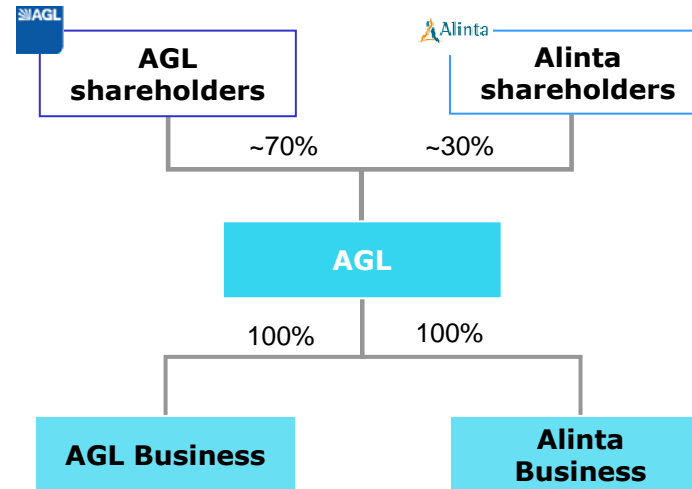 AGL
Alinta
AGL
shareholders
Alinta
shareholders
~70%
~30%
AGL
100%
100%
AGL Business
Alinta
Business